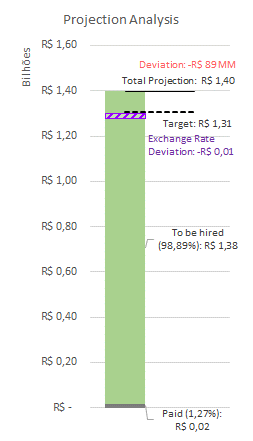 Projection Analysis
Bilhões
R$ 1,60
Deviation: -R$ 89 MM
Total Projection: R$ 1,40
R$ 1,40
Target: R$ 1,31
R$ 1,20
Exchange Rate
Deviation: -R$ 0,01
R$ 1,00
R$ 0,80
To be hired
(98,89%): R$ 1,38
R$ 0,60
R$ 0,40
R$ 0,20
R$ -
Paid (1,27%):
R$ 0,02